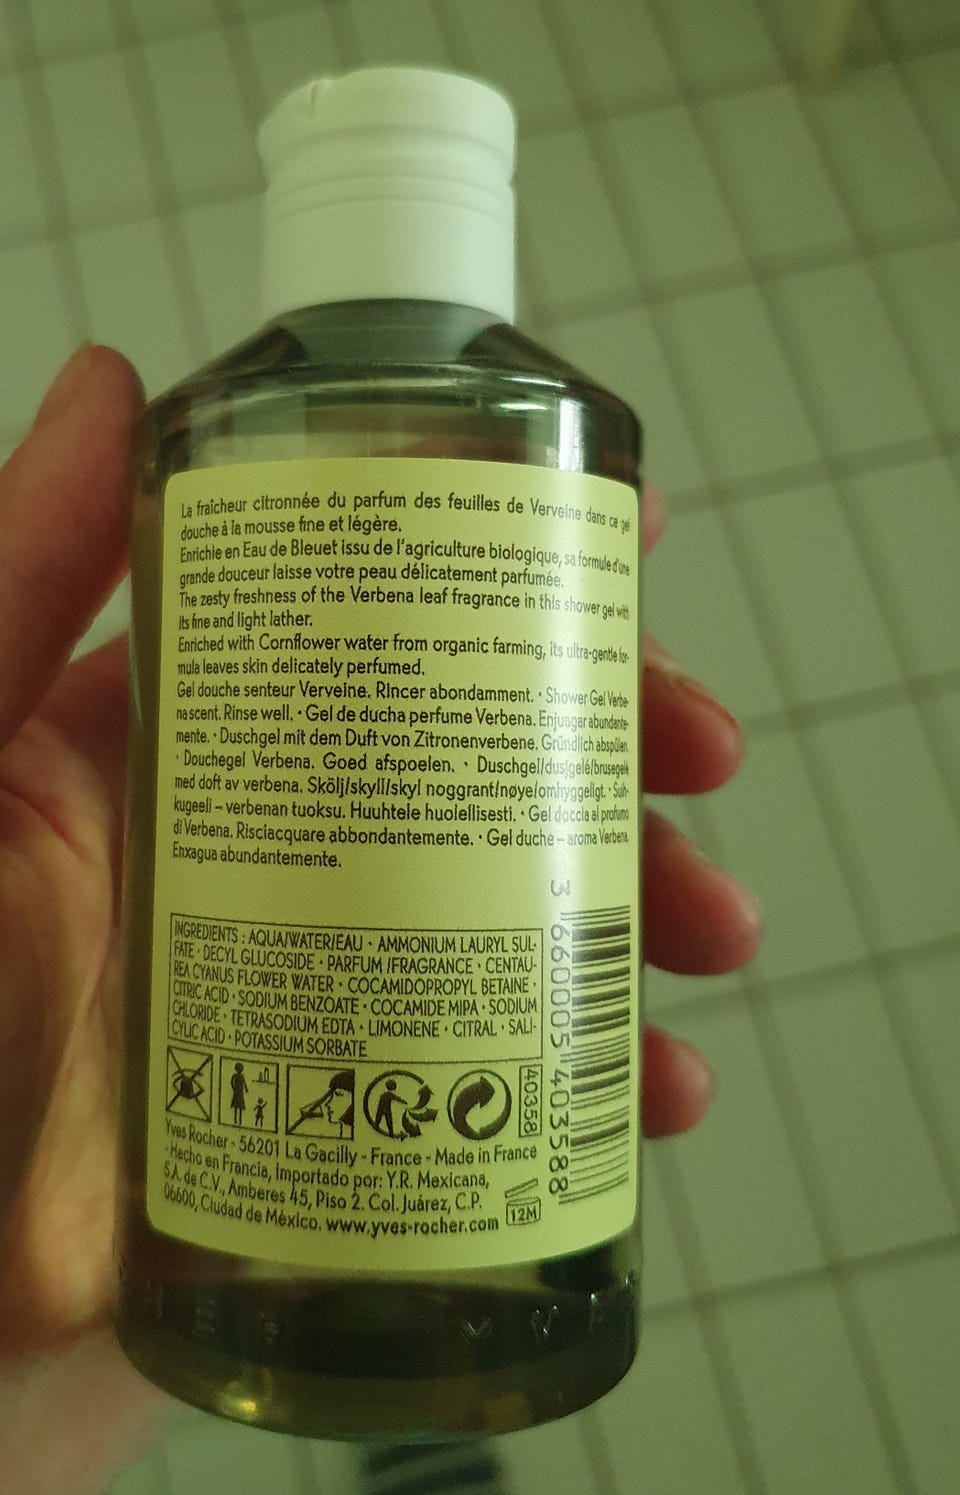 La fraîcheur citronnée du parfum des feuilles de Verveine dans ce gel
douche à la mousse fine et légère.
Enrichie en Eau de Bleuet issu de l'agriculture biologique, sa formule d'une
grande douceur laisse votre peau délicatement parfumée.
The zesty freshness of the Verbena leaf fragrance in this shower gel with
its fine and light lather.
Enriched with Cornflower water from organic farming, its ultra-gentle for-
mula leaves skin delicately perfumed.
Gel douche senteur Verveine. Rincer abondamment. • Shower Gel Verbe-
na scent. Rinse well. • Gel de ducha perfume Verbena. Enjuagar abundante-
mente. • Duschgel mit dem Duft von Zitronenverbene. Gründlich abspülen.
• Douchegel Verbena. Goed afspoelen. • Duschgel/dusjgelé/brusegelé
med doft av verbena. Skölj/skyll/skyl noggrant/nøye/omhyggeligt. • Suih-
kugeeli – verbenan tuoksu. Huuhtele huolellisesti. • Gel doccia al profumo
di Verbena. Risciacquare abbondantemente. • Gel duche – aroma Verbena.
Enxagua abundantemente.
INGREDIENTS : AQUA/WATER/EAU • AMMONIUM LAURYL SUL-
FATE • DECYL GLUCOSIDE • PARFUM /FRAGRANCE • CENTAU-
REA CYANUS FLOWER WATER • COCAMIDOPROPYL BETAINE •
CITRIC ACID • SODIUM BENZOATE • COCAMIDE MIPA • SODIUM
CHLORIDE • TETRASODIUM EDTA • LIMONENE • CITRAL • SALI-
CYLIC ACID • POTASSIUM SORBATE
40358
3 660005 403588
Yves Rocher - 56201 La Gacilly - France - Made in France
- Hecho en Francia, Importado por: Y.R. Mexicana,
S.A. de C.V., Amberes 45, Piso 2. Col. Juárez, C.P.
06600, Ciudad de México. www.yves-rocher.com
12M